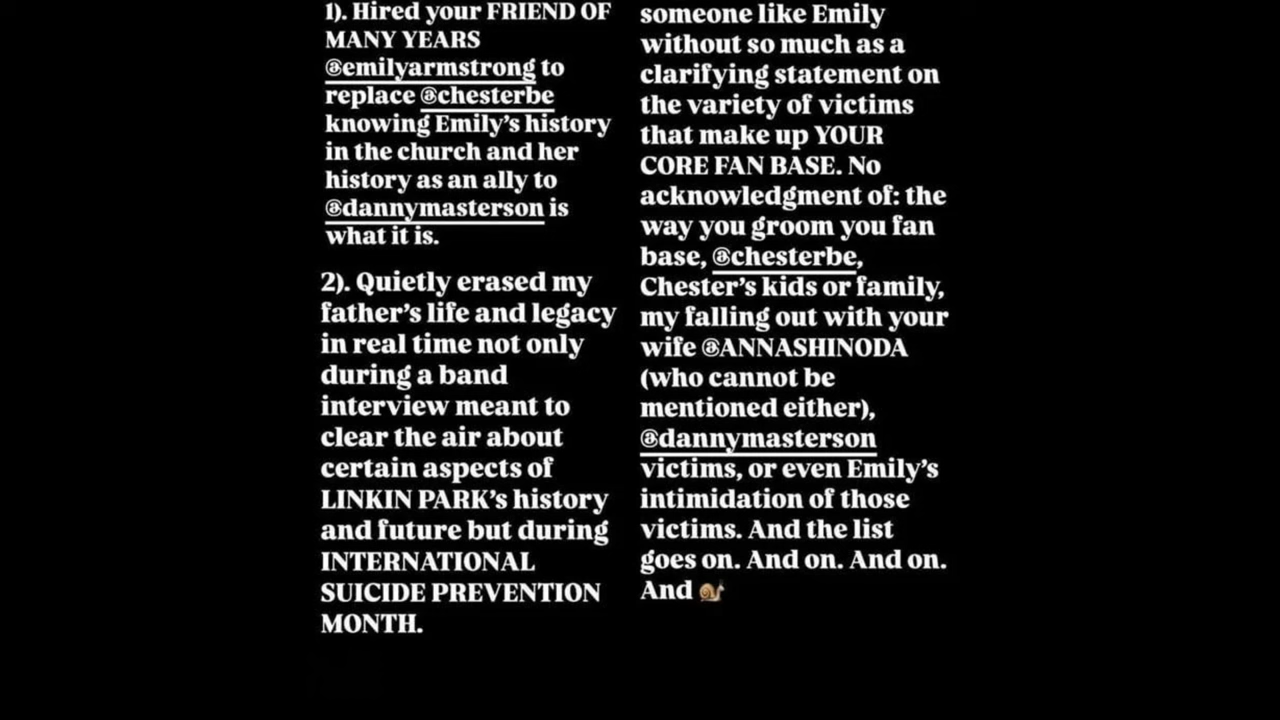 1). Hired your FRIEND OF
MANY YEARS
@emilyarmstrong to
replace @chesterbe
knowing Emily’s history
in the church and her
history as an ally to
@dannymasterson is
what it is.
2). Quietly erased my
father’s life and legacy
in real time not only
during a band
interview meant to
clear the air about
certain aspects of
LINKIN PARK’s history
and future but during
INTERNATIONAL
SUICIDE PREVENTION
MONTH.
someone like Emily
without so much as a
clarifying statement on
the variety of victims
that make up YOUR
CORE FAN BASE. No
acknowledgment of: the
way you groom you fan
base, @chesterbe,
Chester’s kids or family,
my falling out with your
wife @ANNASHINODA
(who cannot be
mentioned either),
@dannymasterson
victims, or even Emily’s
intimidation of those
victims. And the list
goes on. And on. And on.
And 🐌